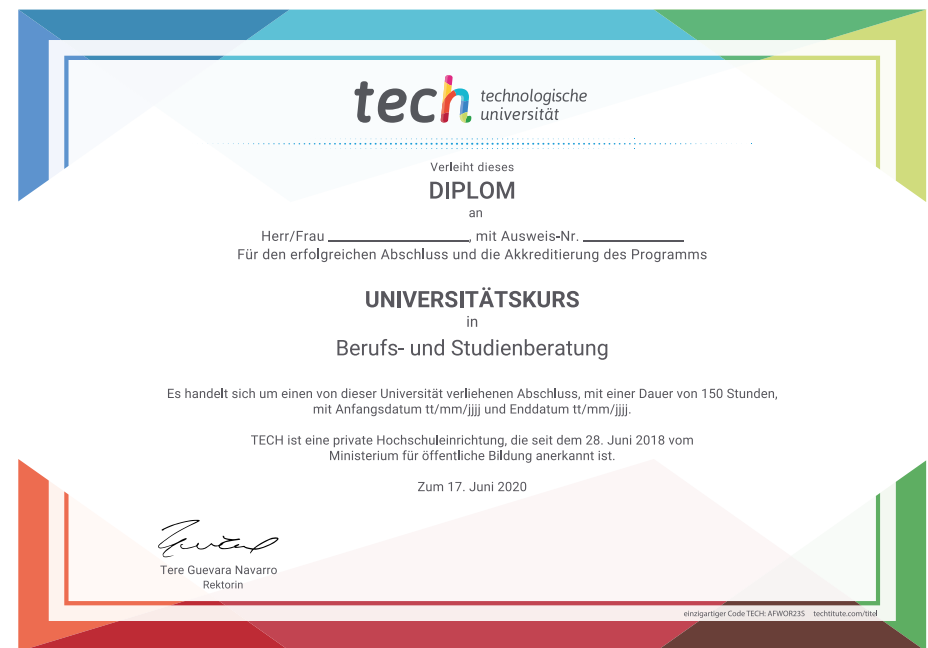 tech technologische
universität
Verleiht dieses
DIPLOM
an
Herr/Frau ____________, mit Ausweis-Nr. ____________
Für den erfolgreichen Abschluss und die Akkreditierung des Programms
UNIVERSITÄTSKURS
in
Berufs- und Studienberatung
Es handelt sich um einen von dieser Universität verliehenen Abschluss, mit einer Dauer von 150 Stunden,
mit Anfangsdatum tt/mm/jjjj und Enddatum tt/mm/jjjj.
TECH ist eine private Hochschuleinrichtung, die seit dem 28. Juni 2018 vom
Ministerium für öffentliche Bildung anerkannt ist.
Zum 17. Juni 2020
Tere Guevara Navarro
Rektorin
einzigartiger Code TECH: AFWOR23S techtitute.com/titel